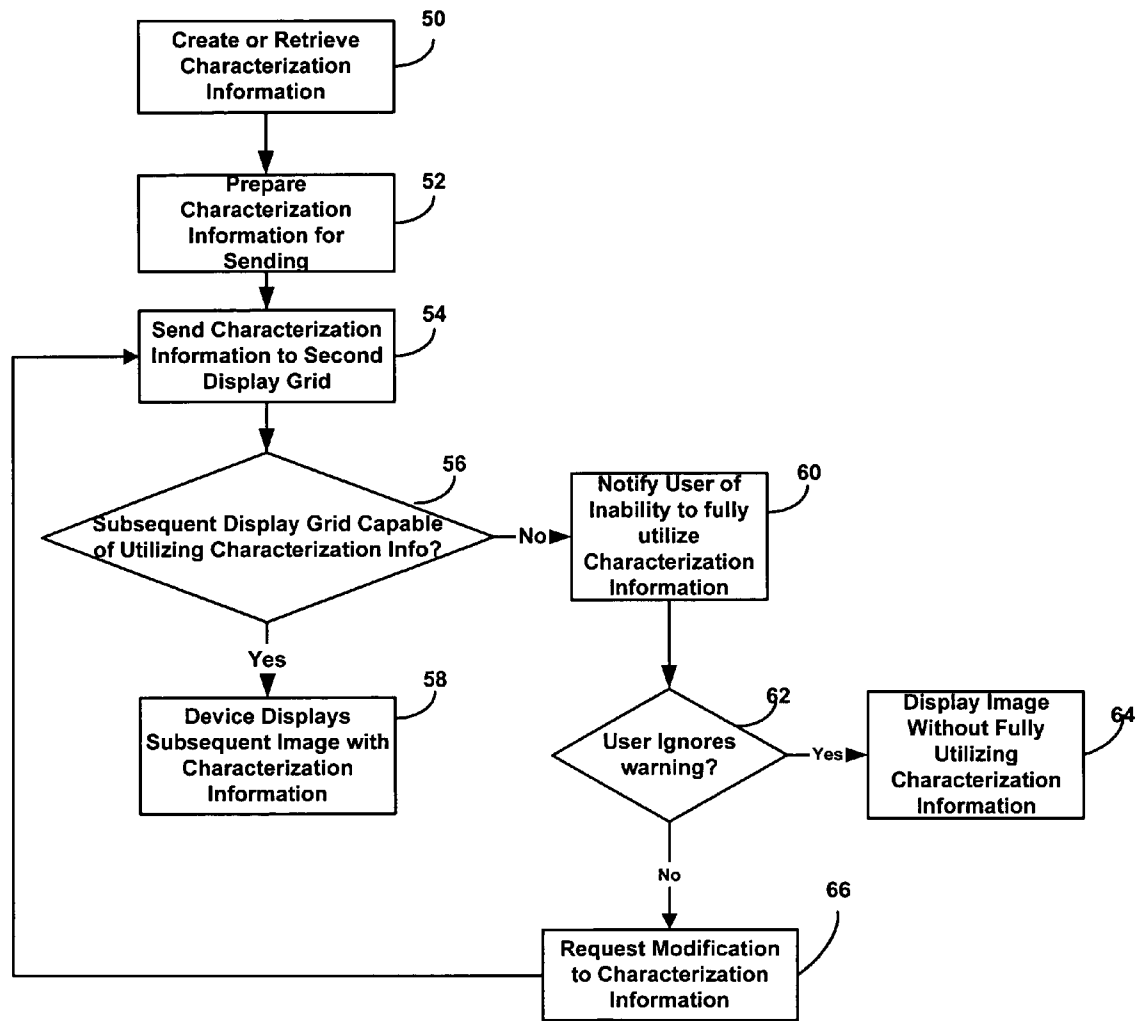 50
Create or Retrieve
Characterization
Information
52
Prepare
Characterization
Information for
Sending
54
Send Characterization
Information to Second
Display Grid
56
Subsequent Display Grid Capable
of Utilizing Characterization Info?
No
60
Notify User of
Inability to fully
utilize
Characterization
Information
Yes
58
Device Displays
Subsequent Image with
Characterization
Information
62
User Ignores
warning?
Yes
64
Display Image
Without Fully
Utilizing
Characterization
Information
No
66
Request Modification
to Characterization
Information